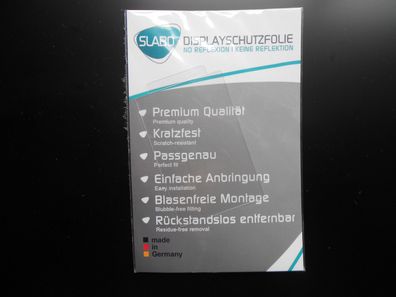 SLABO
DISPLAYSCHUTZFOLIE
NO REFLEXION | KEINE REFLEKTION
Premium Qualität
Premium quality
Kratzfest
Scratch-resistant
Passgenau
Perfect fit
Einfache Anbringung
Easy installation
Blasenfreie Montage
Blubble-free fitting
Rückstandslos entfernbar
Residue-free removal
made
in
Germany